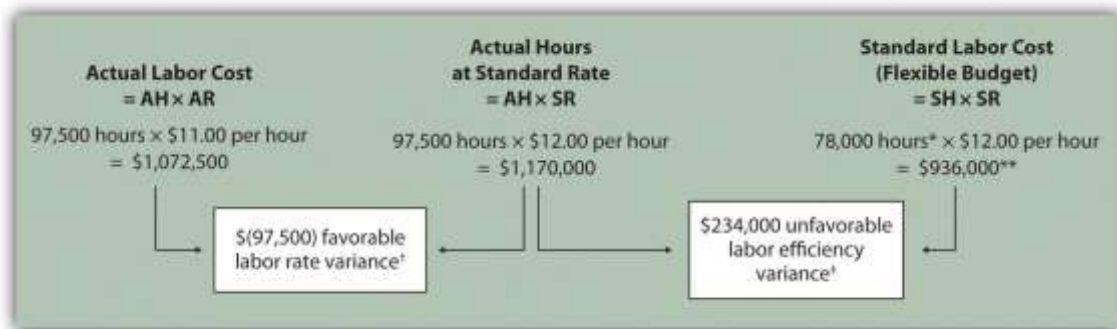 Actual Labor Cost
= AH × AR
97,500 hours × $11.00 per hour
= $1,072,500
Actual Hours
at Standard Rate
= AH × SR
97,500 hours × $12.00 per hour
= $1,170,000
Standard Labor Cost
(Flexible Budget)
= SH × SR
78,000 hours* × $12.00 per hour
= $936,000**
$(97,500) favorable
labor rate variance†
$234,000 unfavorable
labor efficiency
variance‡